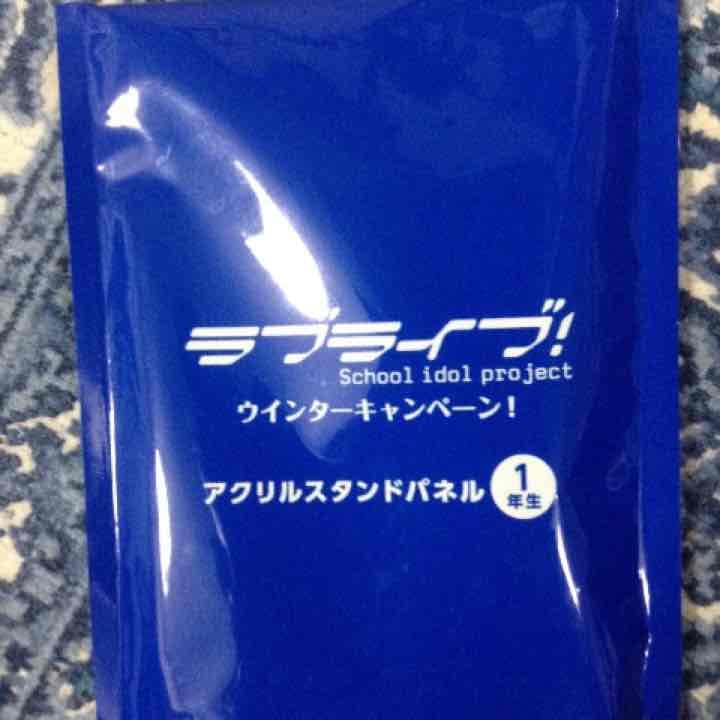 ラブライブ!
School idol project
ウインターキャンペーン!
アクリルスタンドパネル 1年生